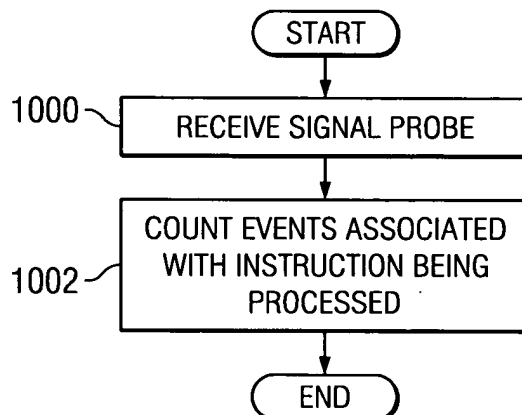 START
1000
RECEIVE SIGNAL PROBE
COUNT EVENTS ASSOCIATED
WITH INSTRUCTION BEING
PROCESSED
1002
END